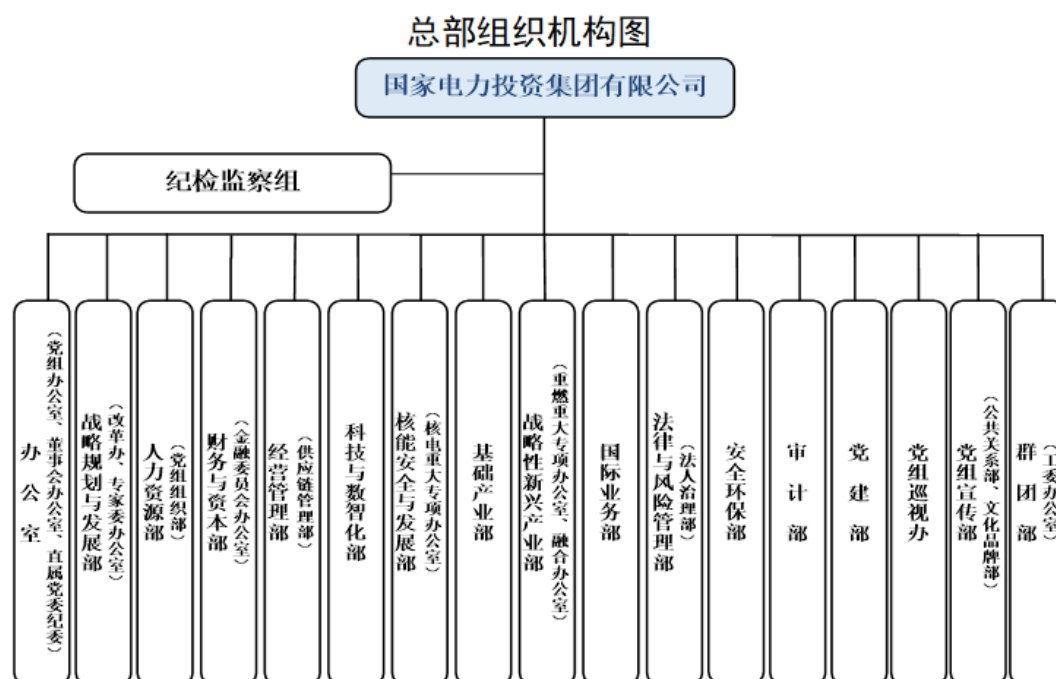 总部组织机构图
国家电力投资集团有限公司
纪检监察组
办公室
（党组办公室、董事会办公室、直属党委纪委）
战略规划与发展部
（改革办、专家委办公室）
人力资源部
（党组组织部）
财务与资本部
（金融委员会办公室）
经营管理部
（供应链管理部）
科技与数智化部
核能安全与发展部
（核电重大专项办公室）
基础产业部
战略性新兴产业部
（重燃重大专项办公室、融合办公室）
国际业务部
法律与风险管理部
（法人治理部）
安全环保部
审计部
党建部
党组巡视办
党组宣传部
（公共关系部、文化品牌部）
群团部
（工委办公室）